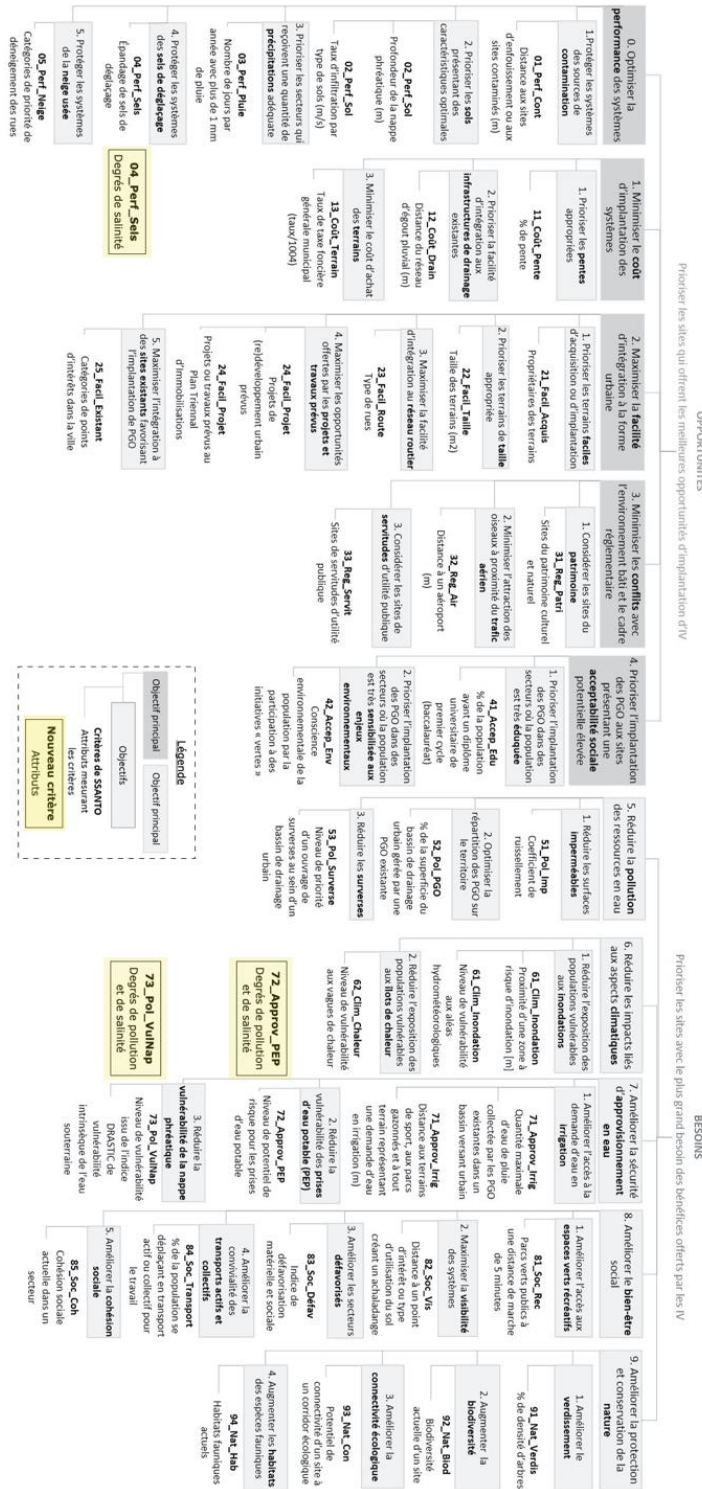 OPPORTUNITÉS
Prioriser les sites qui offrent les meilleures opportunités d'implantation d'IV
0. Optimiser la
performance des systèmes
1.Protéger les systèmes
des sources de
contamination
01_Perf_Cont
Distance aux sites
d'enfouissement ou aux
sites contaminés (m)
2. Prioriser les sols
présentant des
caractéristiques optimales
02_Perf_Sol
Profondeur de la nappe
phréatique (m)
02_Perf_Sol
Taux d'infiltration par
type de sols (m/s)
3. Prioriser les secteurs qui
reçoivent une quantité de
précipitations adéquate
03_Perf_Pluie
Nombre de jours par
année avec plus de 1 mm
de pluie
4. Protéger les systèmes
des sels de déglaçage
04_Perf_Sels
Épandage de sels de
déglaçage
5. Protéger les systèmes
de la neige usée
05_Perf_Neige
Catégories de priorité de
déneigement des rues
1. Minimiser le coût
d'implantation des
systèmes
1. Prioriser les pentes
appropriées
11_Coût_Pente
% de pente
2. Prioriser la facilité
d'intégration aux
infrastructures de drainage
existantes
12_Coût_Drain
Distance du réseau
d'égout pluvial (m)
3. Minimiser le coût d'achat
des terrains
13_Coût_Terrain
Taux de taxe foncière
générale municipal
(taux/1004)
04_Perf_Sels
Degrés de salinité
2. Maximiser la facilité
d'intégration à la forme
urbaine
1. Prioriser les terrains faciles
d'acquisition ou d'implantation
21_Facil_Acquis
Propriétaires des terrains
2. Prioriser les terrains de taille
appropriée
22_Facil_Taille
Taille des terrains (m2)
3. Maximiser la facilité
d'intégration au réseau routier
23_Facil_Route
Type de rues
4. Maximiser les opportunités
offertes par les projets et
travaux prévus
24_Facil_Projet
Projets de
(re)développement urbain
prévus
24_Facil_Projet
Projets ou travaux prévus au
Plan Triennal
d'Immobilisations
5. Maximiser l'intégration à
des sites existants favorisant
l'implantation de PGO
25_Facil_Existant
Catégories de points
d'intérêts dans la ville
3. Minimiser les conflits avec
l'environnement bâti et le cadre
réglementaire
1. Considérer les sites du
patrimoine
31_Reg_Patri
Sites du patrimoine culturel
et naturel
2. Minimiser l'attraction des
oiseaux à proximité du trafic
aérien
32_Reg_Air
Distance à un aéroport
(m)
3. Considérer les sites de
servitudes d'utilité publique
33_Reg_Servit
Sites de servitudes d'utilité
publique
4. Prioriser l'implantation
des PGO aux sites
présentant une
acceptabilité sociale
potentielle élevée
1. Prioriser l'implantation
des PGO dans des
secteurs où la population
est très éduquée
41_Accep_Edu
% de la population
ayant un diplôme
universitaire de
premier cycle
(baccalauréat)
2. Prioriser l'implantation
des PGO dans des
secteurs où la population
est très sensibilisée aux
enjeux
environnementaux
42_Accep_Env
Conscience
environnementale de la
population par la
participation à des
initiatives « vertes »
Légende
Objectif principal
Objectif principal
Objectifs
Critères de SSANTO
Attributs mesurant
les critères
Nouveau critère
Attributs
BESOINS
Prioriser les sites avec le plus grand besoin des bénéfices offerts par les IV
5. Réduire la pollution
des ressources en eau
1. Réduire les surfaces
imperméables
51_Pol_Imp
Coefficient de
ruissellement
2. Optimiser la
répartition des PGO sur
le territoire
52_Pol_PGO
% de la superficie du
bassin de drainage
urbain gérée par une
PGO existante
3. Réduire les surverses
53_Pol_Surverse
Niveau de priorité
d'un ouvrage de
surverses au sein d'un
bassin de drainage
urbain
6. Réduire les impacts liés
aux aspects climatiques
1. Réduire l'exposition des
populations vulnérables
aux inondations
61_Clim_Inondation
Proximité d'une zone à
risque d'inondation (m)
61_Clim_Inondation
Niveau de vulnérabilité
aux aléas
hydrométéorologiques
2. Réduire l'exposition des
populations vulnérables
aux îlots de chaleur
62_Clim_Chaleur
Niveau de vulnérabilité
aux vagues de chaleur
72_Approv_PEP
Degrés de pollution
et de salinité
73_Pol_VulNap
Degrés de pollution
et de salinité
7. Améliorer la sécurité
d'approvisionnement
en eau
1. Améliorer l'accès à la
demande d'eau en
irrigation
71_Approv_Irrig
Quantité maximale
d'eau de pluie
collectée par les PGO
existantes dans un
bassin versant urbain
71_Approv_Irrig
Distance aux terrains
de sport, aux parcs
gazonnés et à tout
terrain représentant
une demande d'eau
en irrigation (m)
2. Réduire la
vulnérabilité des prises
d'eau potable (PEP)
72_Approv_PEP
Niveau de potentiel de
risque pour les prises
d'eau potable
3. Réduire la
vulnérabilité de la nappe
phréatique
73_Pol_VulNap
Niveau de vulnérabilité
issu de l'indice
DRASTIC de
vulnérabilité
intrinsèque de l'eau
souterraine
8. Améliorer le bien-être
social
1. Améliorer l'accès aux
espaces verts récréatifs
81_Soc_Rec
Parcs verts publics à
une distance de marche
de 5 minutes
2. Maximiser la visibilité
des systèmes
82_Soc_Vis
Distance à un point
d'intérêt ou type
d'utilisation du sol
créant un achalandage
3. Améliorer les secteurs
défavorisés
83_Soc_Défav
Indice de
défavorisation
matérielle et sociale
4. Améliorer la
convivialité des
transports actifs et
collectifs
84_Soc_Transport
% de la population se
déplaçant en transport
actif ou collectif pour
le travail
5. Améliorer la cohésion
sociale
85_Soc_Coh
Cohésion sociale
actuelle dans un
secteur
9. Améliorer la protection
et conservation de la
nature
1. Améliorer le
verdissement
91_Nat_Verdis
% de densité d'arbres
2. Augmenter la
biodiversité
92_Nat_Biod
Biodiversité
actuelle d'un site
3. Améliorer la
connectivité écologique
93_Nat_Con
Potentiel de
connectivité d'un site à
un corridor écologique
4. Augmenter les habitats
des espèces fauniques
94_Nat_Hab
Habitats fauniques
actuels